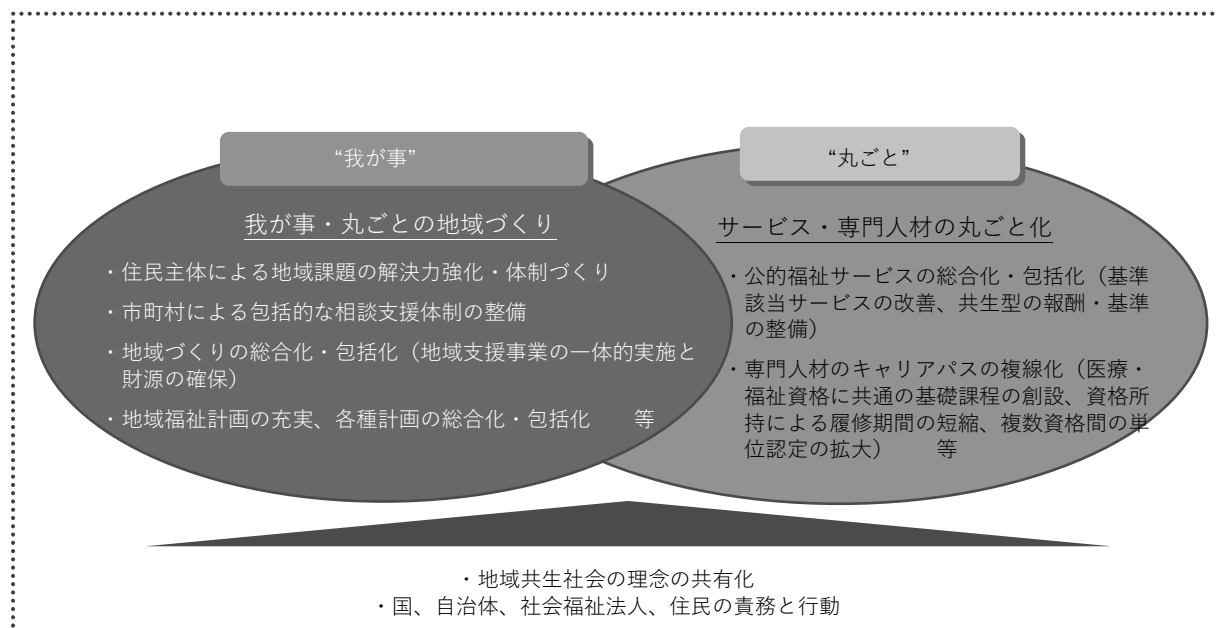 “我が事”
我が事・丸ごとの地域づくり
・住民主体による地域課題の解決力強化・体制づくり
・市町村による包括的な相談支援体制の整備
・地域づくりの総合化・包括化（地域支援事業の一体的実施と
財源の確保）
・地域福祉計画の充実、各種計画の総合化・包括化　　等
“丸ごと”
サービス・専門人材の丸ごと化
・公的福祉サービスの総合化・包括化（基準
該当サービスの改善、共生型の報酬・基準
の整備）
・専門人材のキャリアパスの複線化（医療・
福祉資格に共通の基礎課程の創設、資格所
持による履修期間の短縮、複数資格間の単
位認定の拡大）　　等
・地域共生社会の理念の共有化
・国、自治体、社会福祉法人、住民の責務と行動